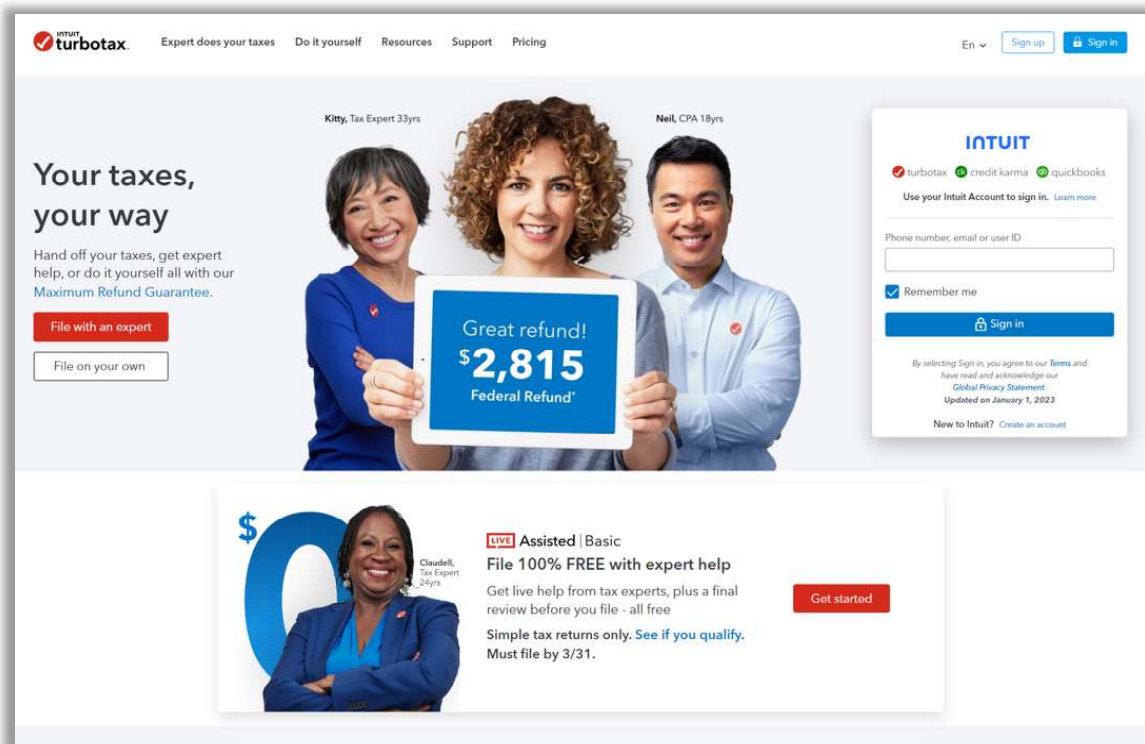 INTUIT
turbotax.
Expert does your taxes Do it yourself Resources Support Pricing
En Sign up Sign in
Your taxes,
your way
Hand off your taxes, get expert
help, or do it yourself all with our
Maximum Refund Guarantee.
File with an expert
File on your own
Kitty, Tax Expert 33yrs
Neil, CPA 18yrs
Great refund!
$2,815
Federal Refund*
INTUIT
turbotax ck credit karma qb quickbooks
Use your Intuit Account to sign in. Learn more
Phone number, email or user ID
Remember me
Sign in
By selecting Sign in, you agree to our Terms and
have read and acknowledge our
Global Privacy Statement.
Updated on January 1, 2023
New to Intuit? Create an account
$0
Claudell,
Tax Expert
24yrs
LIVE Assisted | Basic
File 100% FREE with expert help
Get live help from tax experts, plus a final
review before you file - all free
Simple tax returns only. See if you qualify.
Must file by 3/31.
Get started